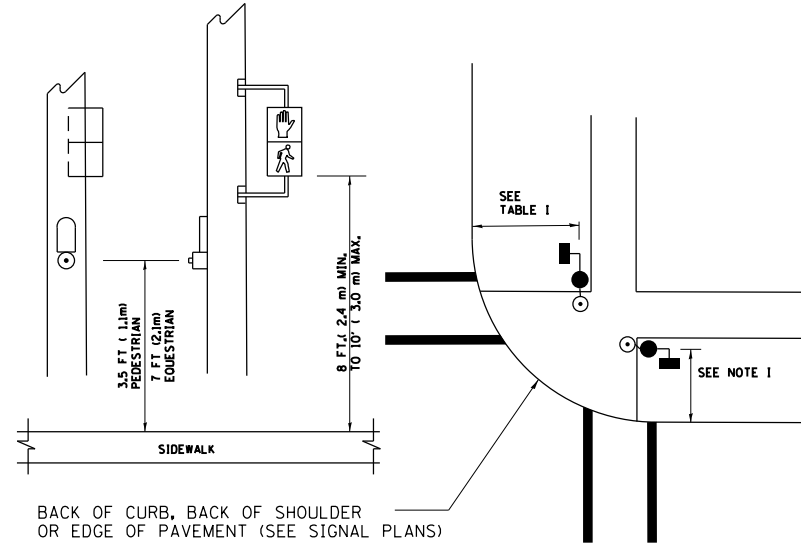 3.5 FT ( 1.1m)
PEDESTRIAN
7 FT (2.1m)
EQUESTRIAN
8 FT.( 2.4 m) MIN.
TO 10' ( 3.0 m) MAX.
SIDEWALK
SEE
TABLE I
SEE NOTE I
BACK OF CURB, BACK OF SHOULDER
OR EDGE OF PAVEMENT (SEE SIGNAL PLANS)